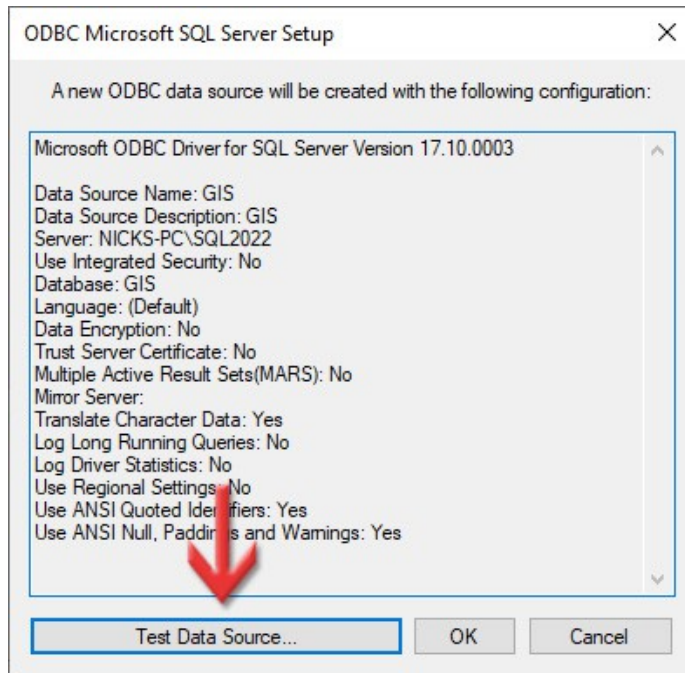 ODBC Microsoft SQL Server Setup
A new ODBC data source will be created with the following configuration:
Microsoft ODBC Driver for SQL Server Version 17.10.0003
Data Source Name: GIS
Data Source Description: GIS
Server: NICKS-PC\SQL2022
Use Integrated Security: No
Database: GIS
Language: (Default)
Data Encryption: No
Trust Server Certificate: No
Multiple Active Result Sets(MARS): No
Mirror Server:
Translate Character Data: Yes
Log Long Running Queries: No
Log Driver Statistics: No
Use Regional Settings: No
Use ANSI Quoted Identifiers: Yes
Use ANSI Null, Paddings and Warnings: Yes
Test Data Source...
OK
Cancel